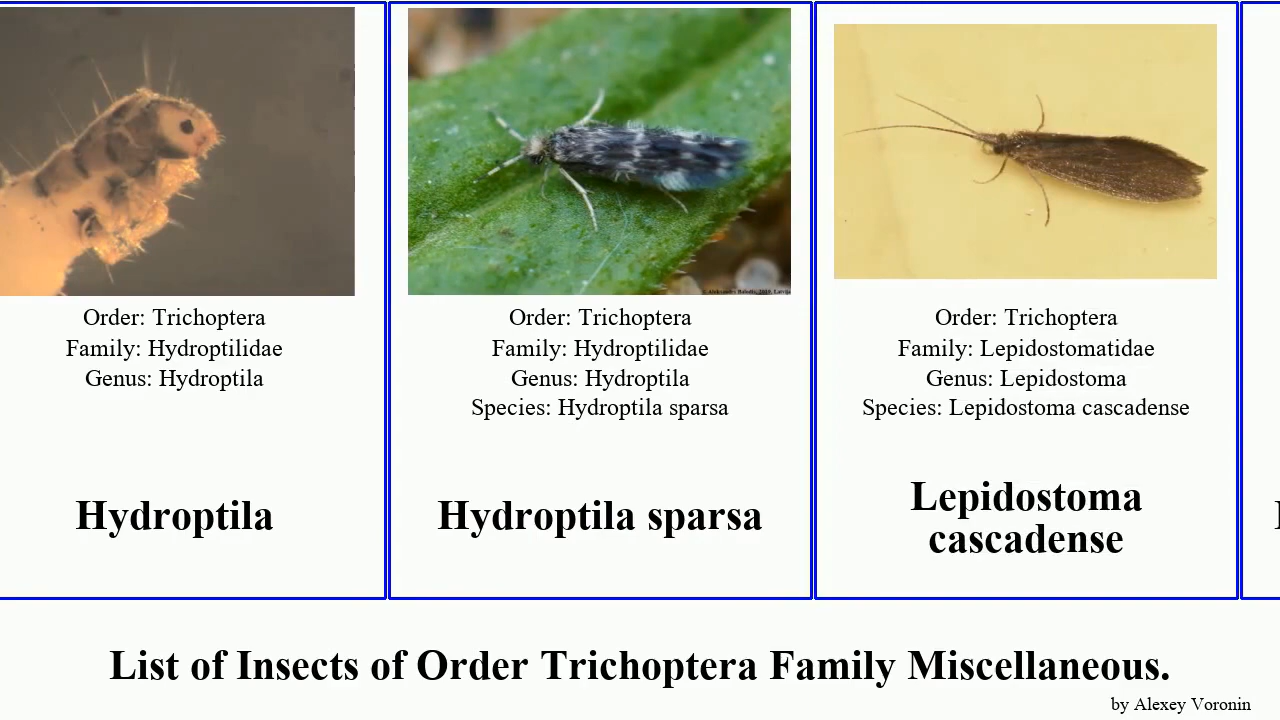 Order: Trichoptera
Family: Hydroptilidae
Genus: Hydroptila
Hydroptila
Order: Trichoptera
Family: Hydroptilidae
Genus: Hydroptila
Species: Hydroptila sparsa
Hydroptila sparsa
Order: Trichoptera
Family: Lepidostomatidae
Genus: Lepidostoma
Species: Lepidostoma cascadense
Lepidostoma
cascadense
List of Insects of Order Trichoptera Family Miscellaneous.
by Alexey Voronin